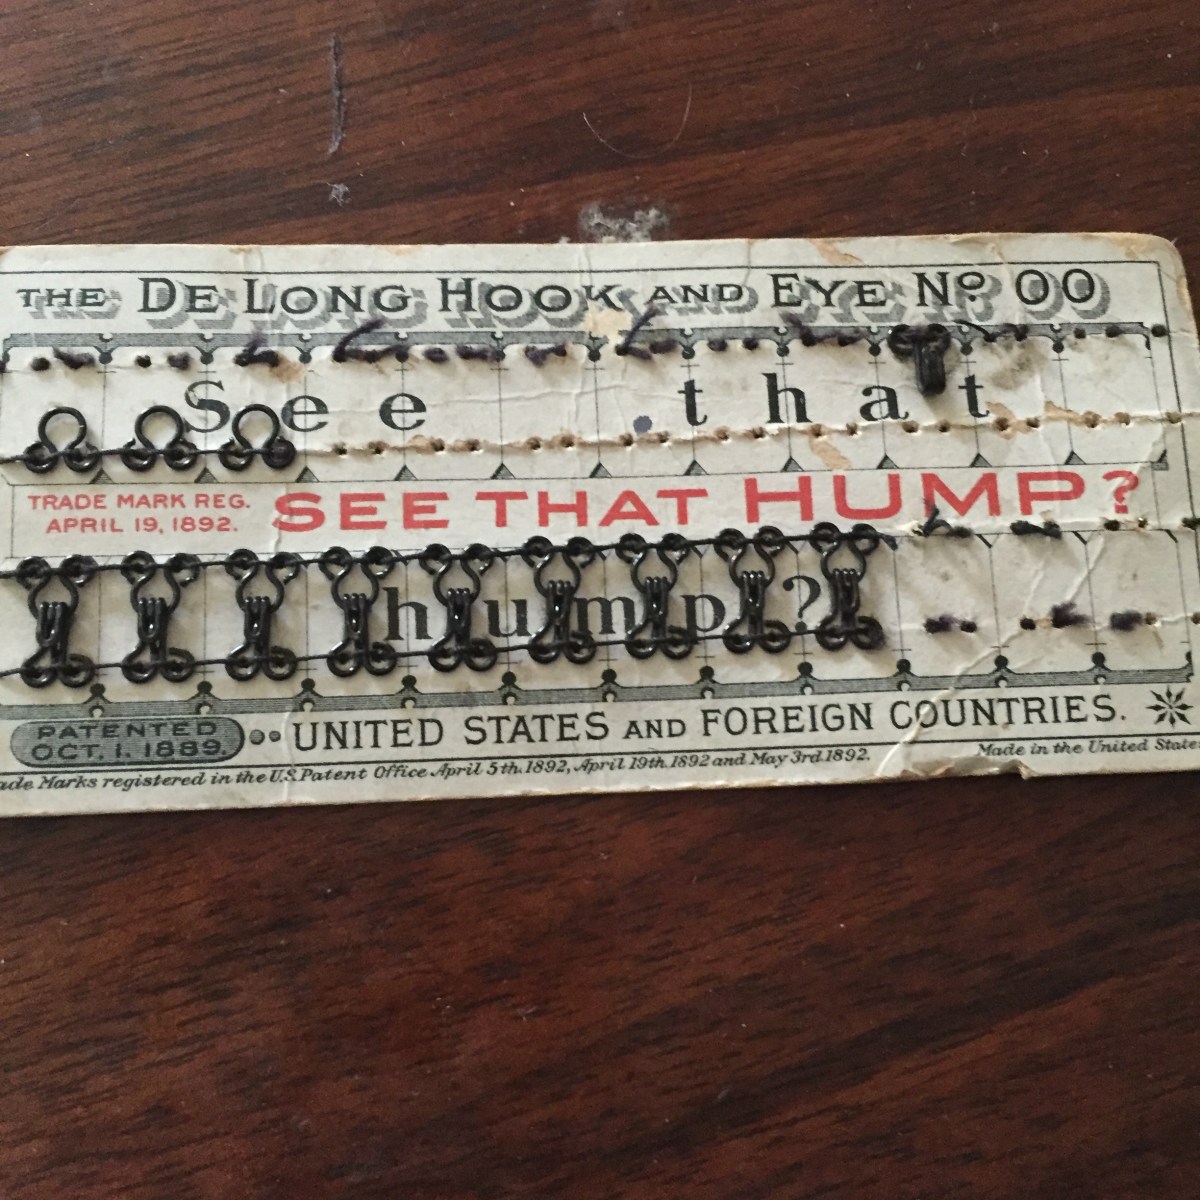 THE DE LONG HOOK AND EYE No. 00
See that
TRADE MARK REG.
APRIL 19, 1892.
SEE THAT HUMP?
hump?
PATENTED
OCT. 1. 1889.
UNITED STATES AND FOREIGN COUNTRIES.
Marks registered in the U.S. Patent Office April 5th. 1892, April 19th. 1892 and May 3rd. 1892.
Made in the United